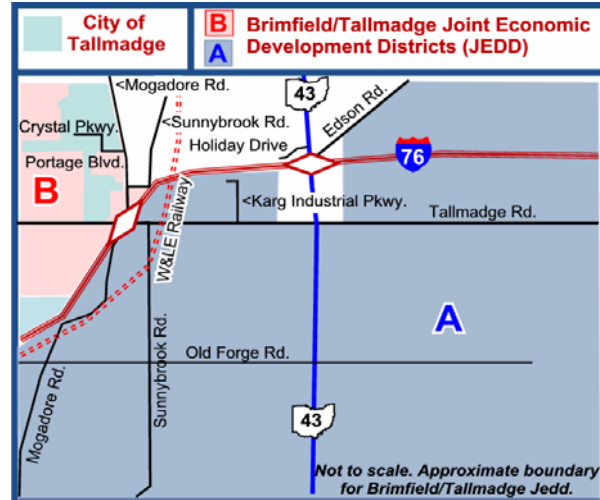 City of
Tallmadge
B
A
Brimfield/Tallmadge Joint Economic
Development Districts (JEDD)
<Mogadore Rd.
43
Edson Rd.
<Sunnybrook Rd.
Crystal Pkwy.
Holiday Drive
Portage Blvd.
76
B
<Karg Industrial Pkwy.
W&LE Railway
Tallmadge Rd.
A
Old Forge Rd.
Mogadore Rd.
Sunnybrook Rd.
43
Not to scale. Approximate boundary
for Brimfield/Tallmadge Jedd.